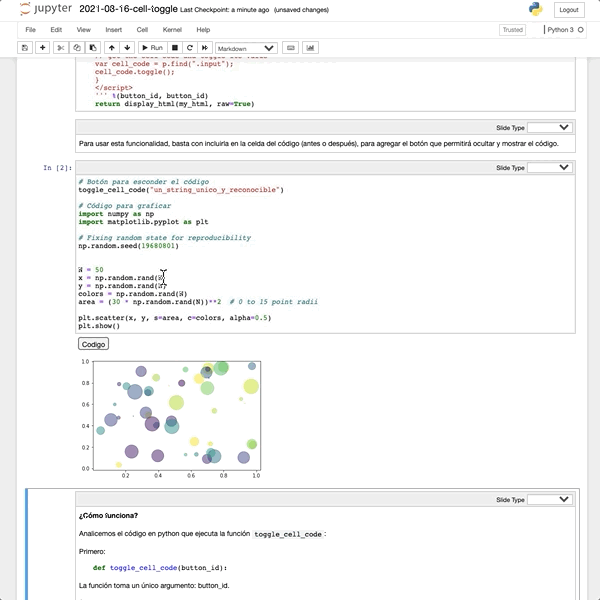 jupyter 2021-08-16-cell-toggle Last Checkpoint: a minute ago (unsaved changes) Logout
File Edit View Insert Cell Kernel Help Trusted Python 3
Run Markdown
var cell_code = p.find(".input");
cell_code.toggle();
}
</script>
''' %(button_id, button_id)
return display_html(my_html, raw=True)
Slide Type
Para usar esta funcionalidad, basta con incluirla en la celda del código (antes o después), para agregar el botón que permitirá ocultar y mostrar el código.
In [2]: Slide Type
# Botón para esconder el código
toggle_cell_code("un_string_unico_y_reconocible")
# Código para graficar
import numpy as np
import matplotlib.pyplot as plt
# Fixing random state for reproducibility
np.random.seed(19680801)
N = 50
x = np.random.rand(N)
y = np.random.rand(N)
colors = np.random.rand(N)
area = (30 * np.random.rand(N))**2 # 0 to 15 point radii
plt.scatter(x, y, s=area, c=colors, alpha=0.5)
plt.show()
Codigo
1.0
0.8
0.6
0.4
0.2
0.0
0.2 0.4 0.6 0.8 1.0
Slide Type
¿Cómo funciona?
Analicemos el código en python que ejecuta la función toggle_cell_code :
Primero:
def toggle_cell_code(button_id):
La función toma un único argumento: button_id.